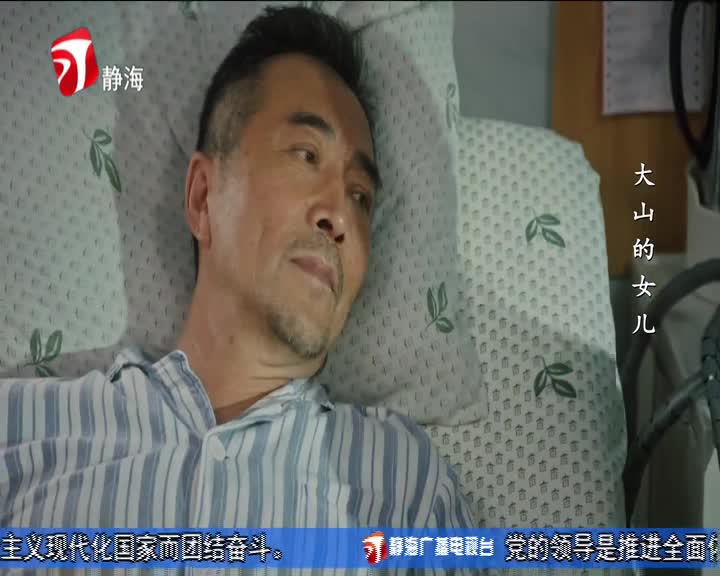 静海
大山的女儿
主义现代化国家而团结奋斗。
静海广播电视台
党的领导是推进全面